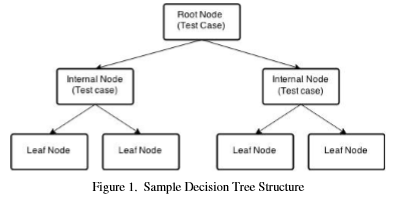 Root Node
(Test Case)
Internal Node
(Test case)
Internal Node
(Test case)
Leaf Node
Leaf Node
Leaf Node
Leaf Node
Figure 1. Sample Decision Tree Structure